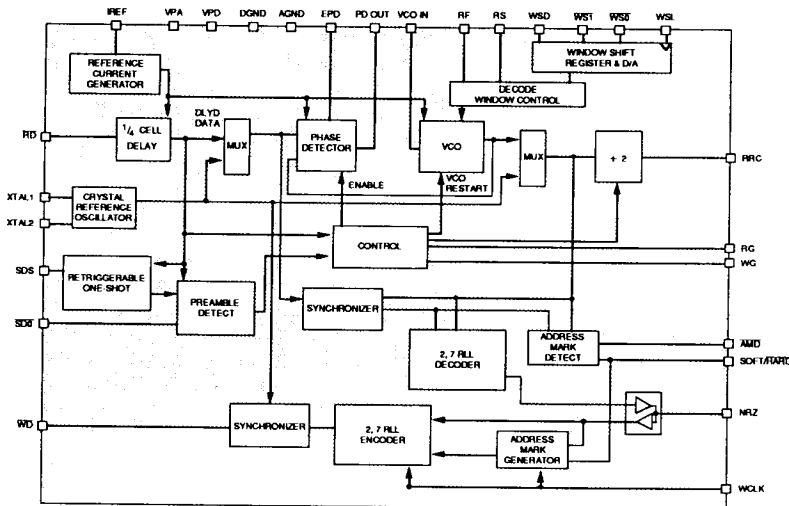 IREF VPA VPD DGND AGND EPD PD OUT VCO IN RF RS WSD WS1 WS0 WSL
REFERENCE
CURRENT
GENERATOR
WINDOW SHIFT
REGISTER & D/A
DECODE
WINDOW CONTROL
RD
1/4 CELL
DELAY
DLYD
DATA
MUX
PHASE
DETECTOR
VCO
MUX
÷ 2
RRC
ENABLE
VCO
RESTART
XTAL1
XTAL2
CRYSTAL
REFERENCE
OSCILLATOR
CONTROL
RG
WG
SDS
RETRIGGERABLE
ONE-SHOT
SDO
PREAMBLE
DETECT
SYNCHRONIZER
2, 7 RLL
DECODER
ADDRESS
MARK
DETECT
AMD
SOFT/HARD
WD
SYNCHRONIZER
2, 7 RLL
ENCODER
ADDRESS
MARK
GENERATOR
NRZ
WCLK